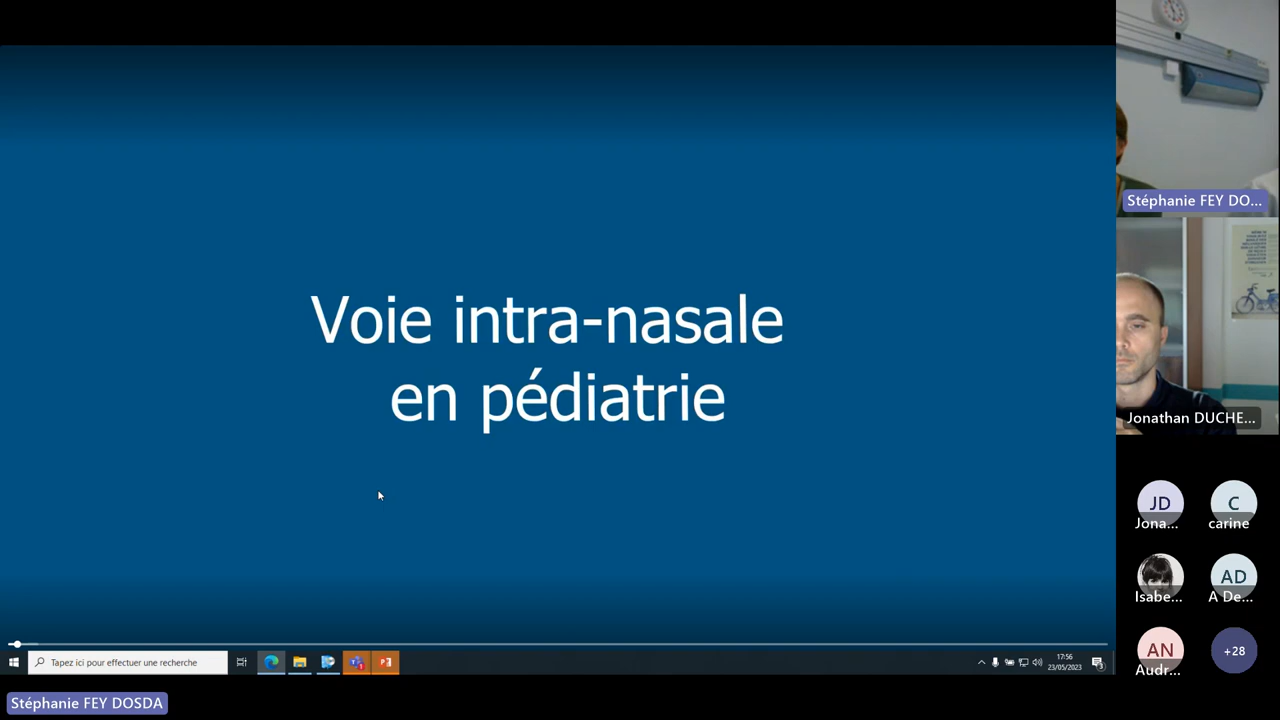 Voie intra-nasale
en pédiatrie
Tapez ici pour effectuer une recherche
17:56
23/05/2023
Stéphanie FEY DOSDA
Stéphanie FEY DO...
Jonathan DUCHE...
JD
Jona...
C
carine
Isabe...
AD
A De...
AN
Audr...
+28